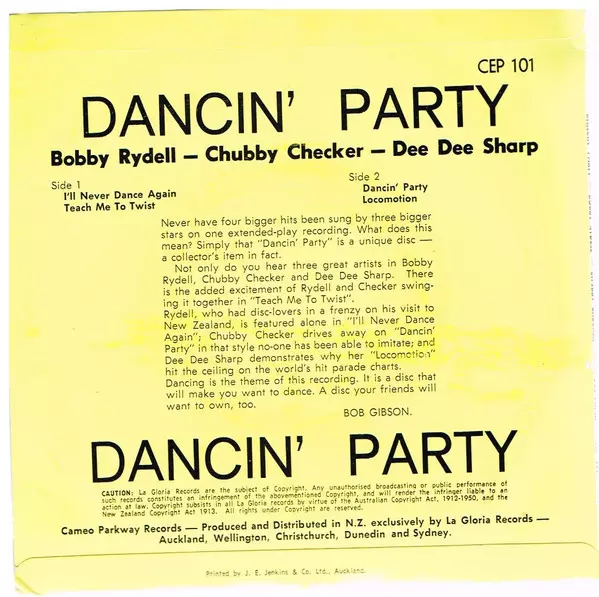 CEP 101
DANCIN' PARTY
Bobby Rydell — Chubby Checker — Dee Dee Sharp
Side 1
I'll Never Dance Again
Teach Me To Twist
Side 2
Dancin' Party
Locomotion
Never have four bigger hits been sung by three bigger
stars on one extended-play recording. What does this
mean? Simply that "Dancin' Party" is a unique disc —
a collector's item in fact.
Not only do you hear three great artists in Bobby
Rydell, Chubby Checker and Dee Dee Sharp. There
is the added excitement of Rydell and Checker swing-
ing it together in "Teach Me To Twist".
Rydell, who had disc-lovers in a frenzy on his visit to
New Zealand, is featured alone in "I'll Never Dance
Again"; Chubby Checker drives away on "Dancin'
Party" in that style no-one has been able to imitate; and
Dee Dee Sharp demonstrates why her "Locomotion"
hit the ceiling on the world's hit parade charts.
Dancing is the theme of this recording. It is a disc that
will make you want to dance. A disc your friends will
want to own, too.
BOB GIBSON.
DANCIN' PARTY
CAUTION: La Gloria Records are the subject of Copyright. Any unauthorised broadcasting or public performance of
such records constitutes an infringement of the abovementioned Copyright, and will render the infringer liable to an
action at law. Copyright subsists in all La Gloria records by virtue of the Australian Copyright Act, 1912-1950, and the
New Zealand Copyright Act 1913. All rights under Copyright are reserved.
Cameo Parkway Records — Produced and Distributed in N.Z. exclusively by La Gloria Records —
Auckland, Wellington, Christchurch, Dunedin and Sydney.
Printed by J. E. Jenkins & Co. Ltd., Auckland.